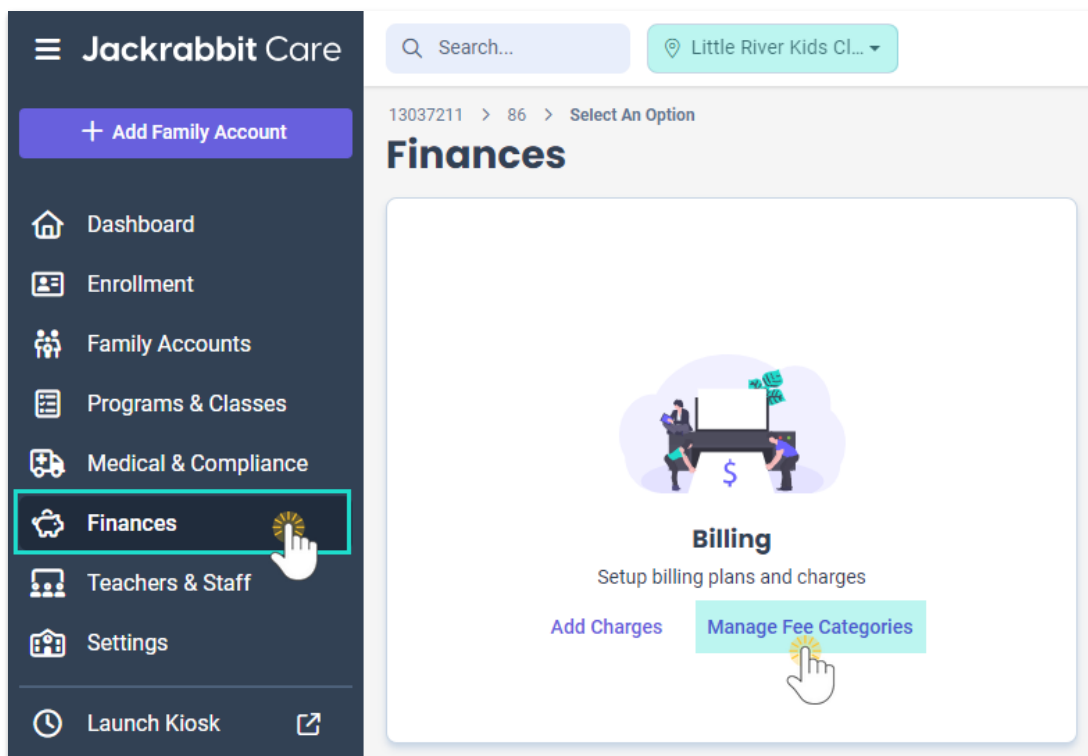 Jackrabbit Care
+ Add Family Account
Dashboard
Enrollment
Family Accounts
Programs & Classes
Medical & Compliance
Finances
Teachers & Staff
Settings
Launch Kiosk
Search...
Little River Kids Cl...
13037211 > 86 > Select An Option
Finances
$
Billing
Setup billing plans and charges
Add Charges Manage Fee Categories